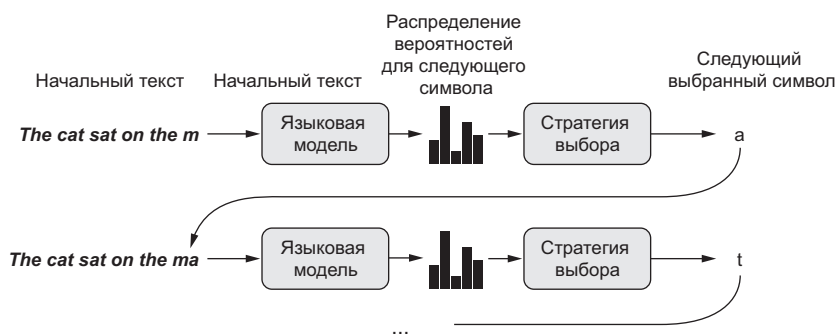 Начальный текст
Начальный текст
Распределение
вероятностей
для следующего
символа
Следующий
выбранный символ
The cat sat on the m
Языковая
модель
Стратегия
выбора
a
The cat sat on the ma
Языковая
модель
Стратегия
выбора
t
...